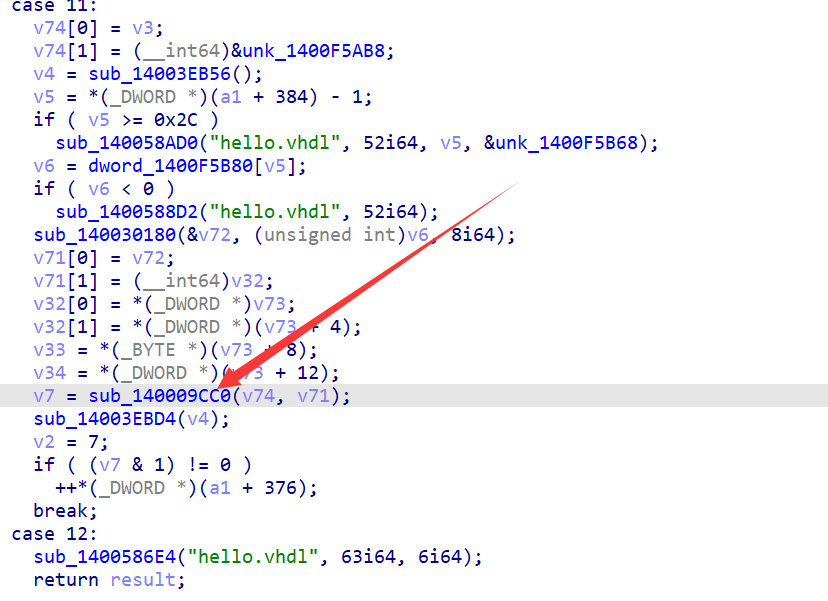 case 11:
v74[0] = v3;
v74[1] = (__int64)&unk_1400F5AB8;
v4 = sub_14003EB56();
v5 = *(_DWORD *)(a1 + 384) - 1;
if ( v5 >= 0x2C )
sub_140058AD0("hello.vhdl", 52i64, v5, &unk_1400F5B68);
v6 = dword_1400F5B80[v5];
if ( v6 < 0 )
sub_1400588D2("hello.vhdl", 52i64);
sub_140030180(&v72, (unsigned int)v6, 8i64);
v71[0] = v72;
v71[1] = (__int64)v32;
v32[0] = *(_DWORD *)v73;
v32[1] = *(_DWORD *)(v73 + 4);
v33 = *(_BYTE *)(v73 + 8);
v34 = *(_DWORD *)(v73 + 12);
v7 = sub_140009CC0(v74, v71);
sub_14003EBD4(v4);
v2 = 7;
if ( (v7 & 1) != 0 )
++*(_DWORD *)(a1 + 376);
break;
case 12:
sub_1400586E4("hello.vhdl", 63i64, 6i64);
return result;